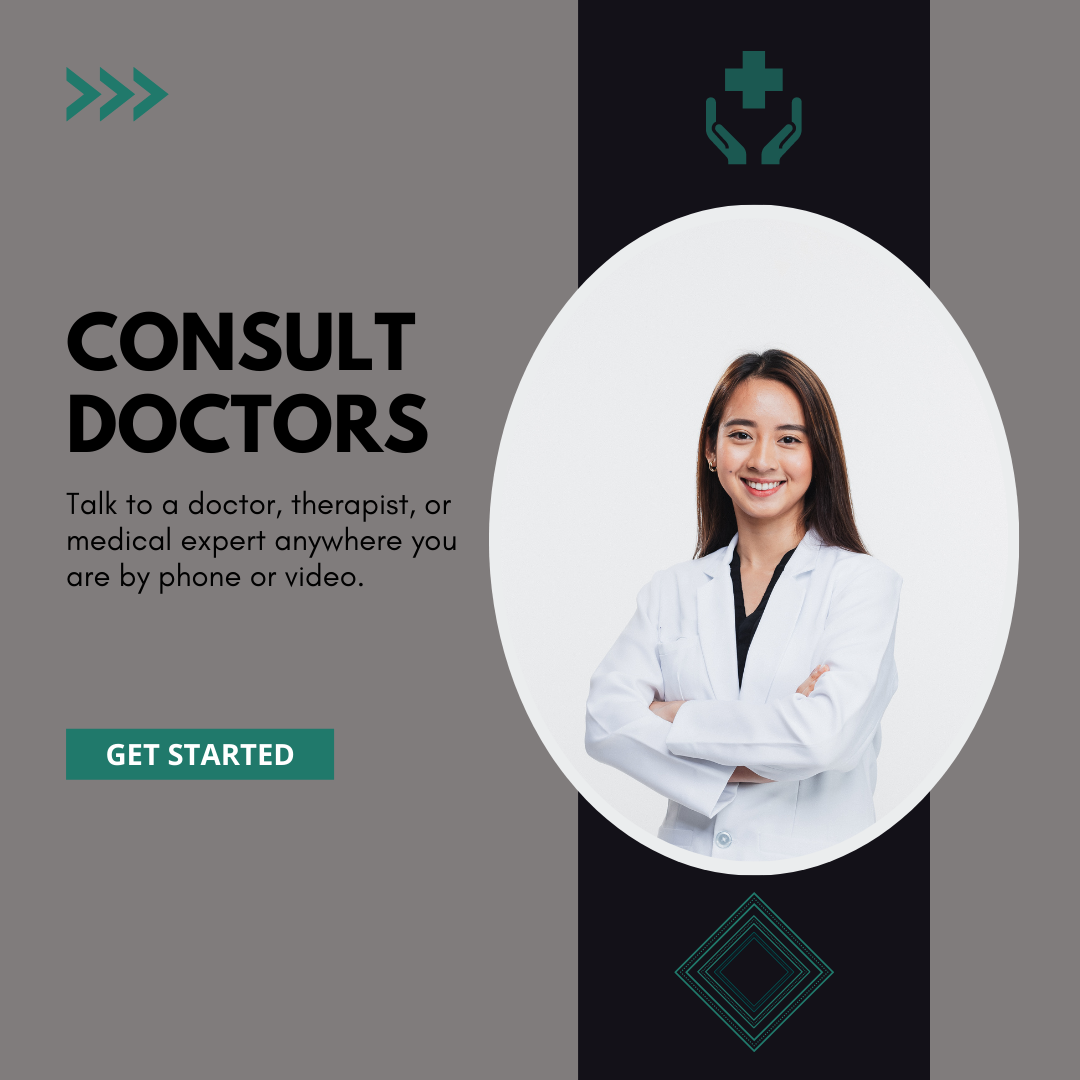 CONSULT
DOCTORS
Talk to a doctor, therapist, or
medical expert anywhere you
are by phone or video.
GET STARTED